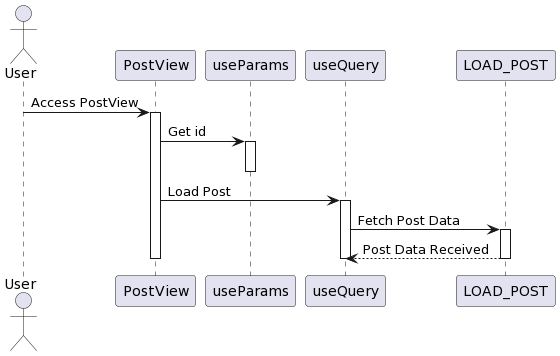 User
PostView
useParams
useQuery
LOAD_POST
Access PostView
Get id
Load Post
Fetch Post Data
Post Data Received
User
PostView
useParams
useQuery
LOAD_POST